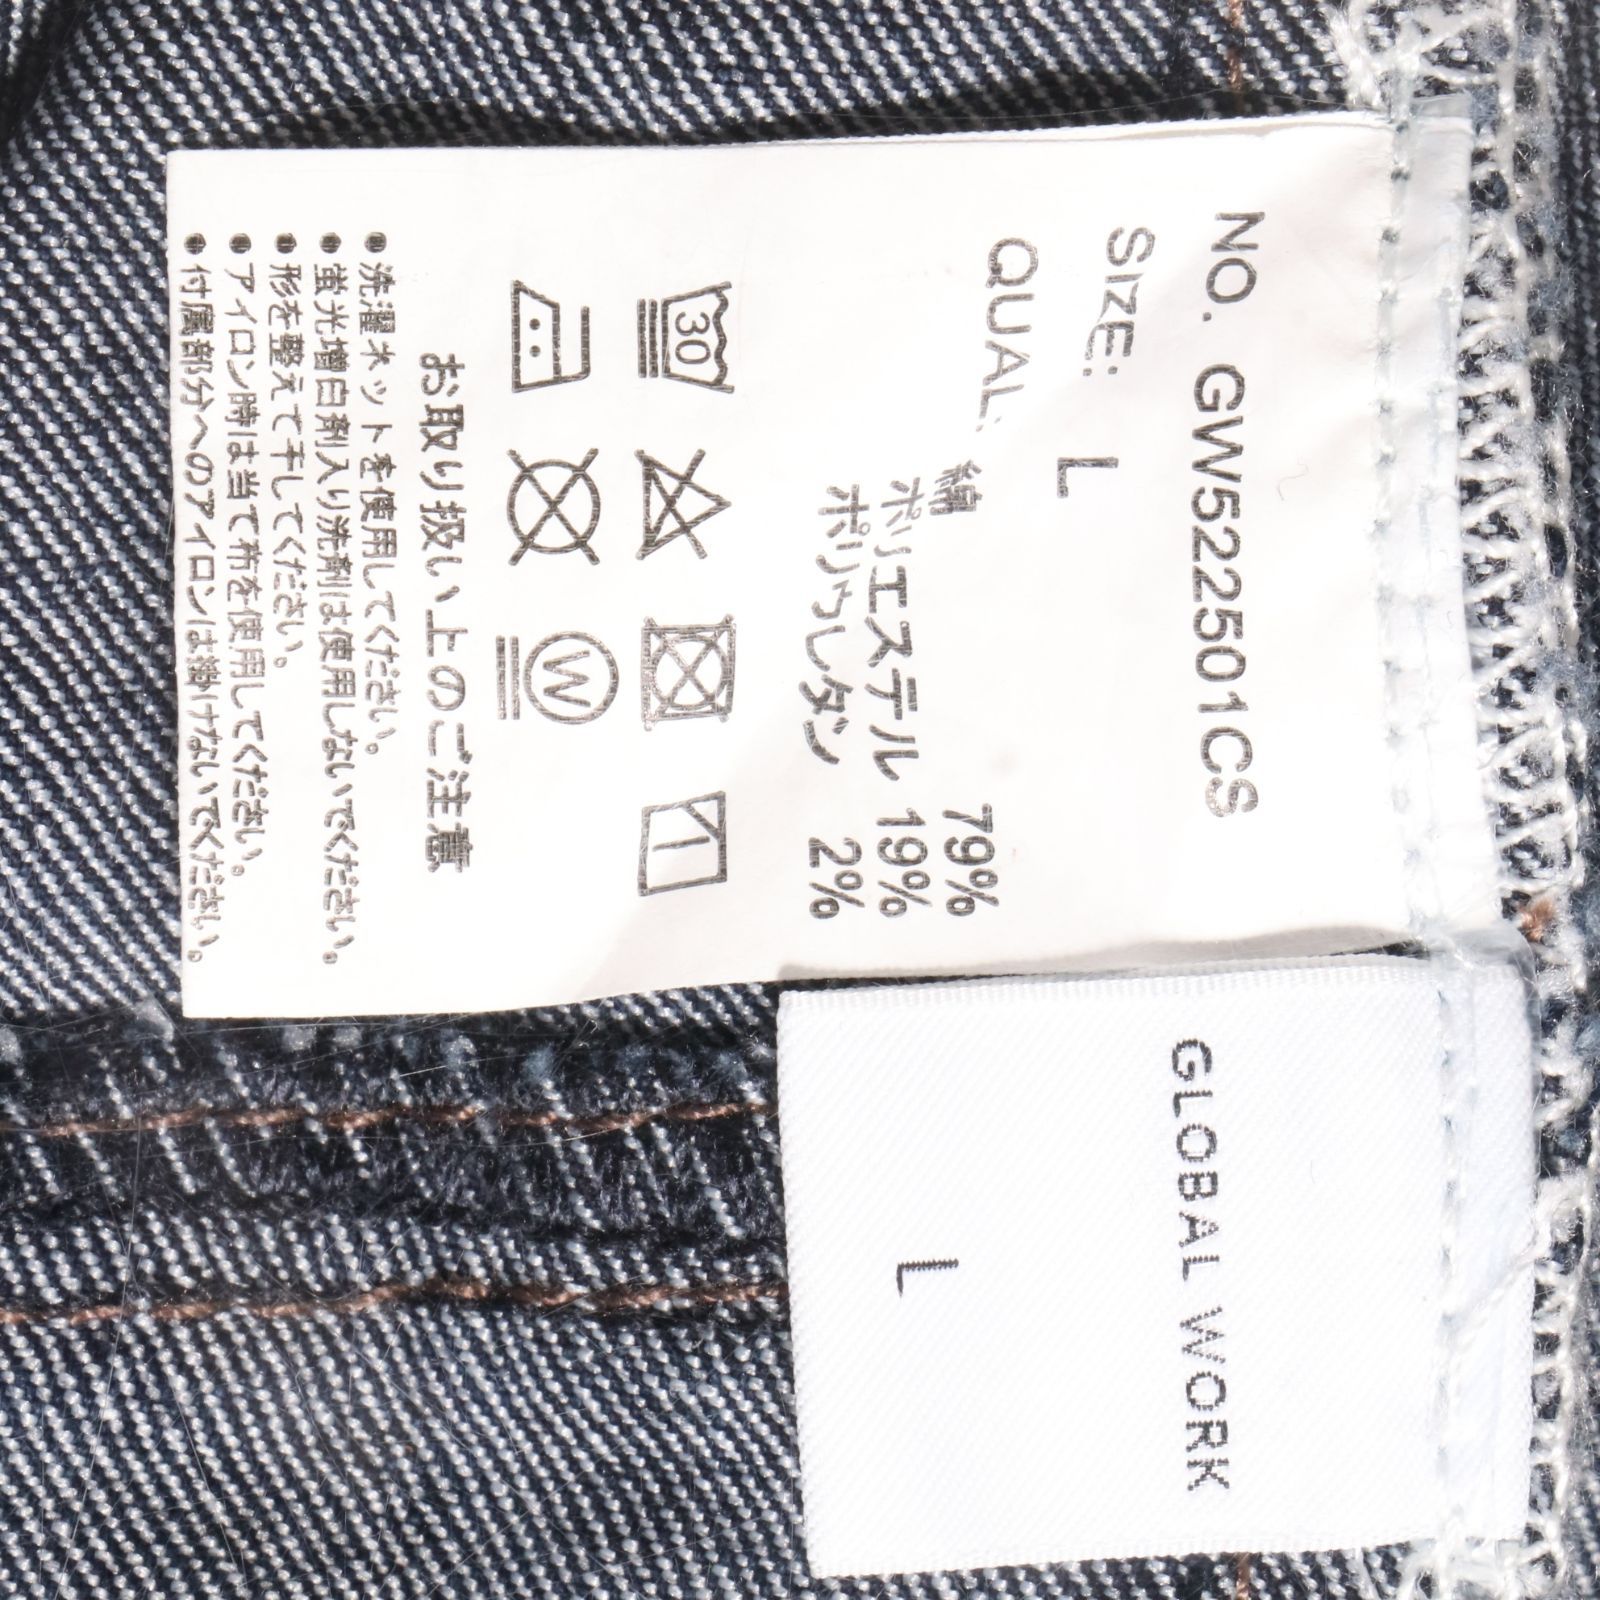 NO. GW522501CS
SIZE: L
QUAL:
綿 79%
ポリエステル 19%
ポリウレタン 2%
30
W
お取り扱い上のご注意
●洗濯ネットを使用してください。
●蛍光増白剤入り洗剤は使用しないでください。
●形を整えて干してください。
●アイロン時は当て布を使用してください。
●付属部分へのアイロンは掛けないでください。
GLOBAL WORK
L